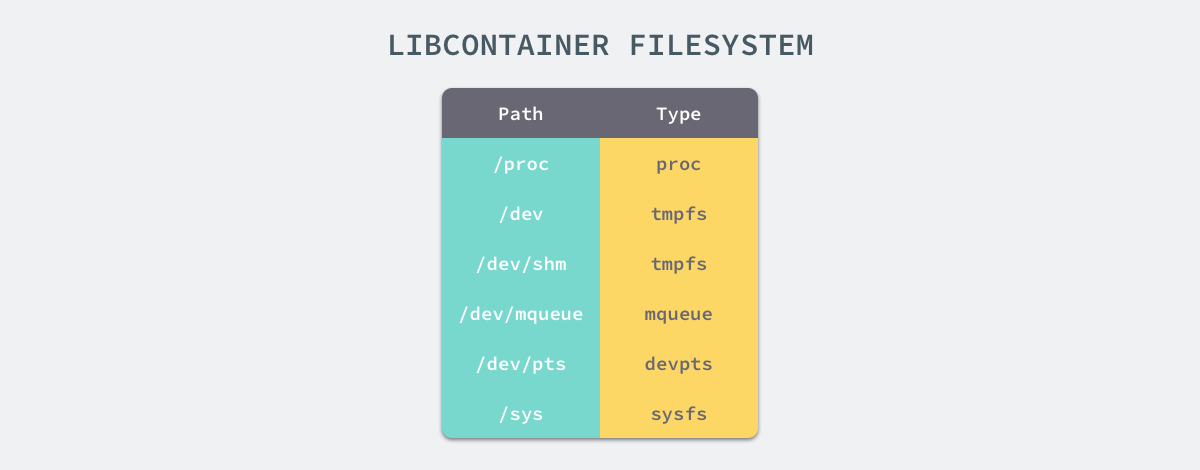 LIBCONTAINER FILESYSTEM
Path Type
/proc proc
/dev tmpfs
/dev/shm tmpfs
/dev/mqueue mqueue
/dev/pts devpts
/sys sysfs